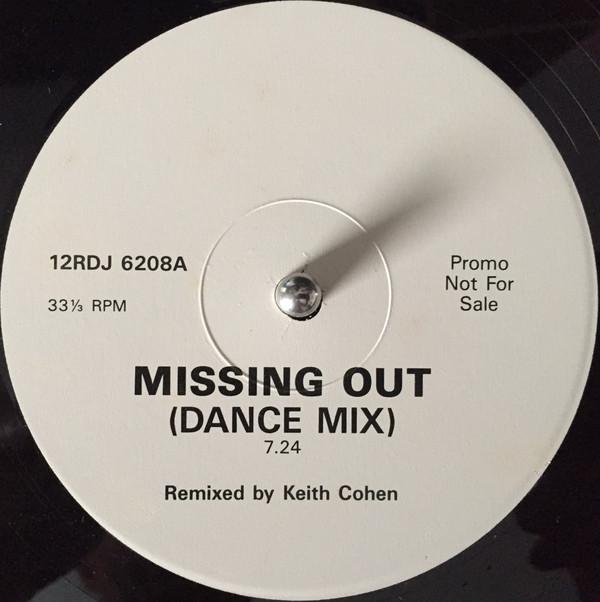 12RDJ 6208A
33⅓ RPM
Promo
Not For
Sale
MISSING OUT
(DANCE MIX)
7.24
Remixed by Keith Cohen